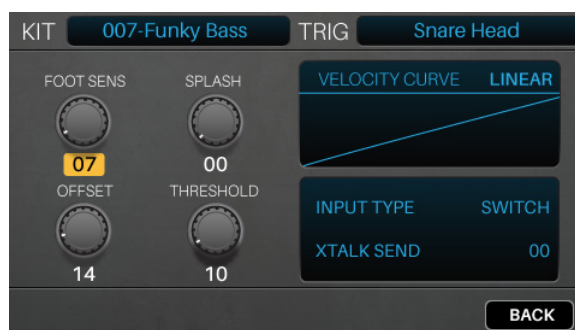 KIT 007-Funky Bass TRIG Snare Head
FOOT SENS SPLASH
07 00
OFFSET THRESHOLD
14 10
VELOCITY CURVE LINEAR
INPUT TYPE SWITCH
XTALK SEND 00
BACK